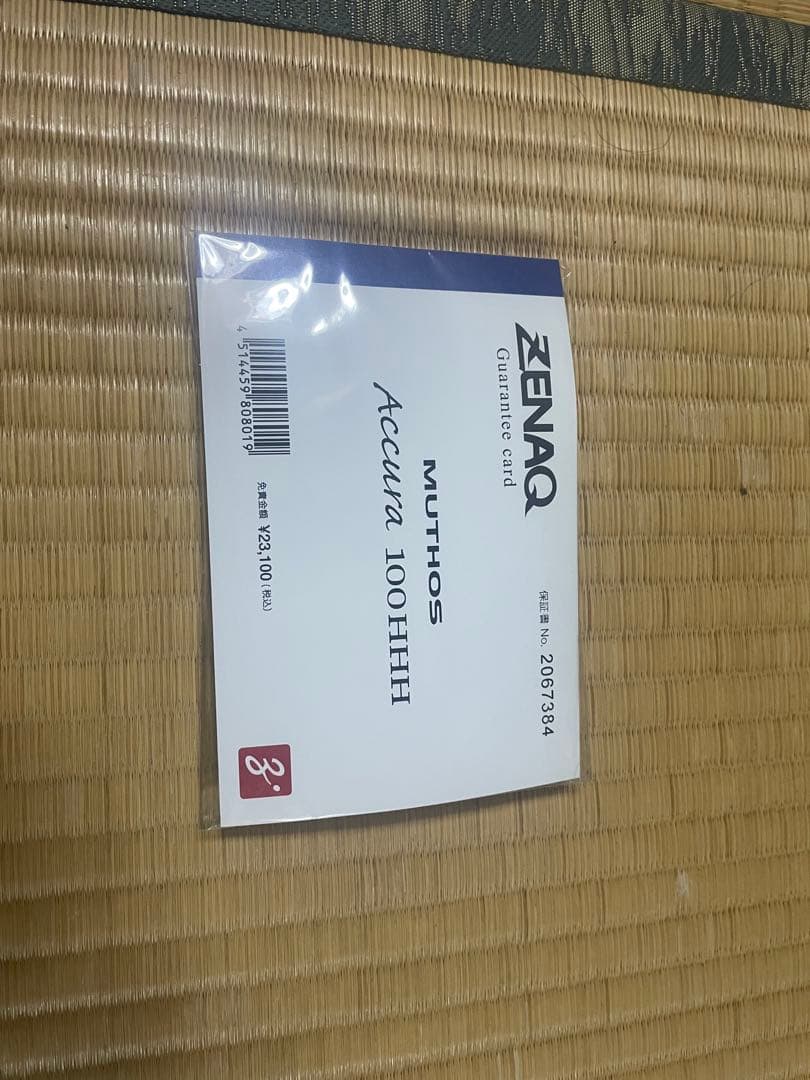 ZENAQ
Guarantee card
保証書 No. 2067384
MUTHOS
Accura 100HHH
4 514459 808019
免責金額 ¥23,100(税込)